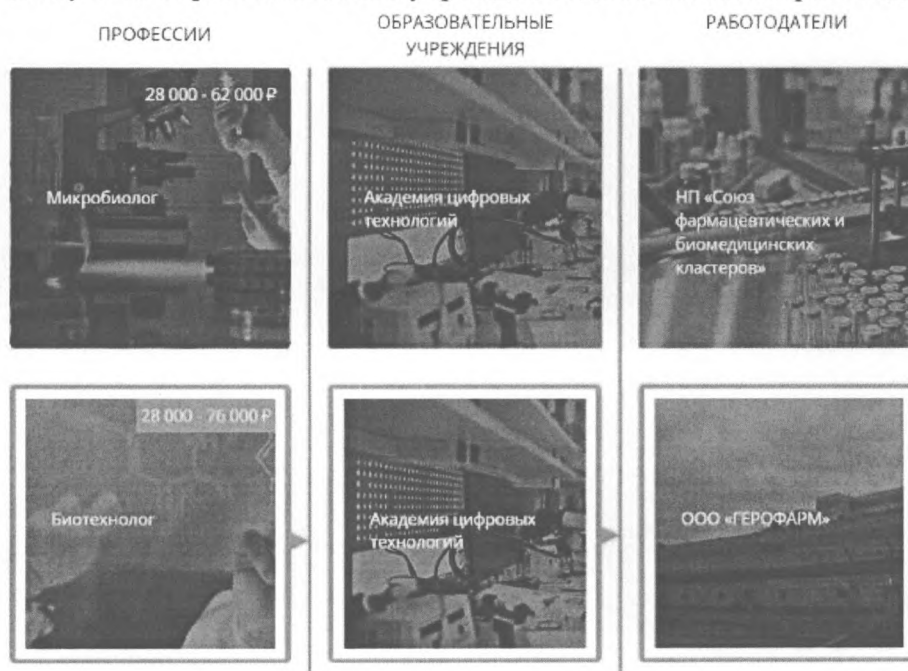 ПРОФЕССИИ
ОБРАЗОВАТЕЛЬНЫЕ
УЧРЕЖДЕНИЯ
РАБОТОДАТЕЛИ
28 000 - 62 000 ₽
Микробиолог
Академия цифровых
технологий
НП «Союз
фармацевтических и
биомедицинских
кластеров»
28 000 - 76 000 ₽
Биотехнолог
Академия цифровых
технологий
ООО «ГЕРОФАРМ»